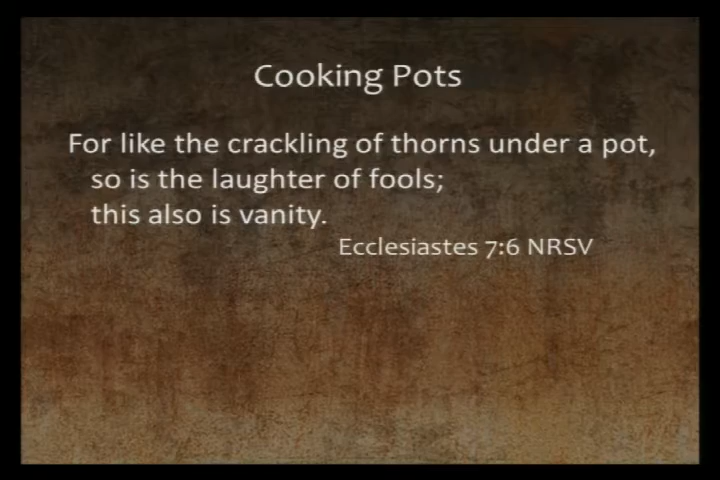 Cooking Pots
For like the crackling of thorns under a pot,
so is the laughter of fools;
this also is vanity.
Ecclesiastes 7:6 NRSV